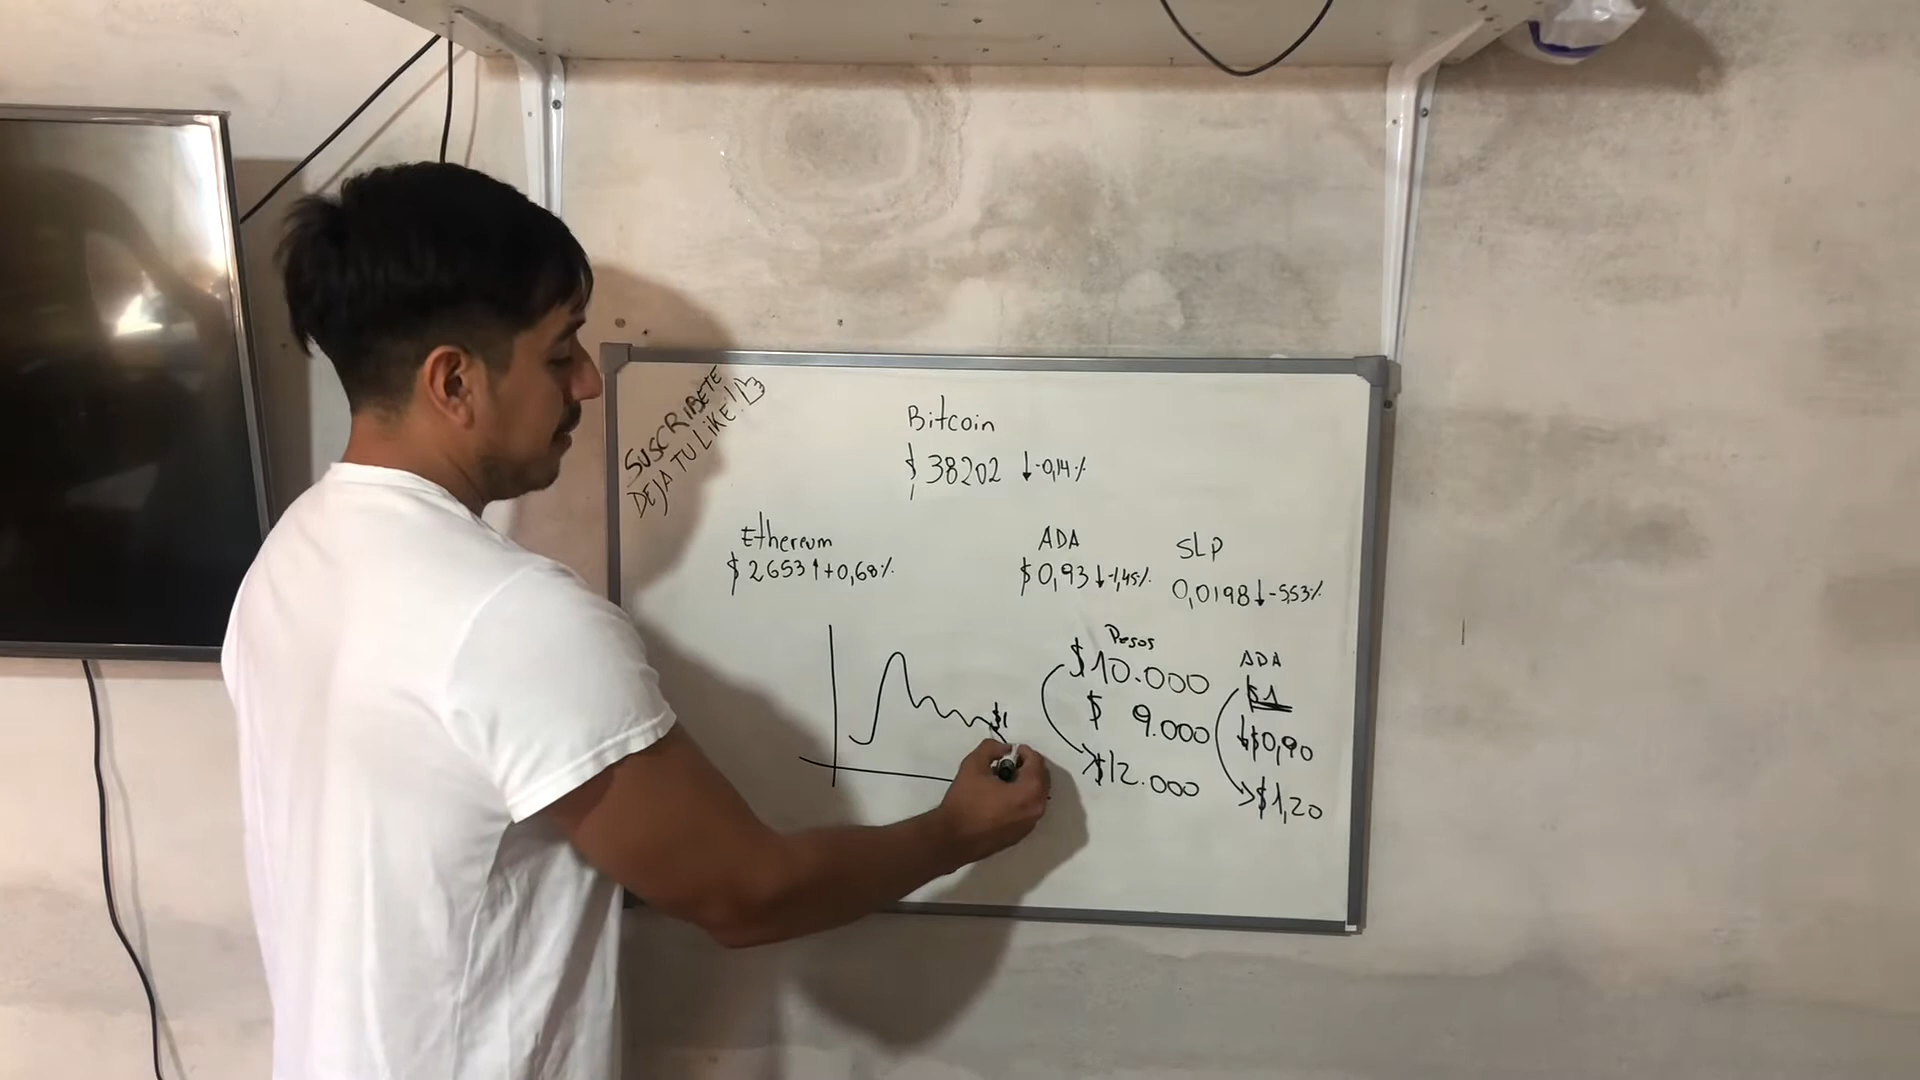 SUSCRIBETE
DEJA TU LIKE!
Bitcoin
$ 38202 ↓-0,14%
Ethereum
$ 2653↑+0,68%
ADA
$0,93↓-1,45%
SLP
0,0198↓-5,53%
$1
Pesos
$10.000
$ 9.000
$12.000
ADA
$1
↓$0,90
$1,20